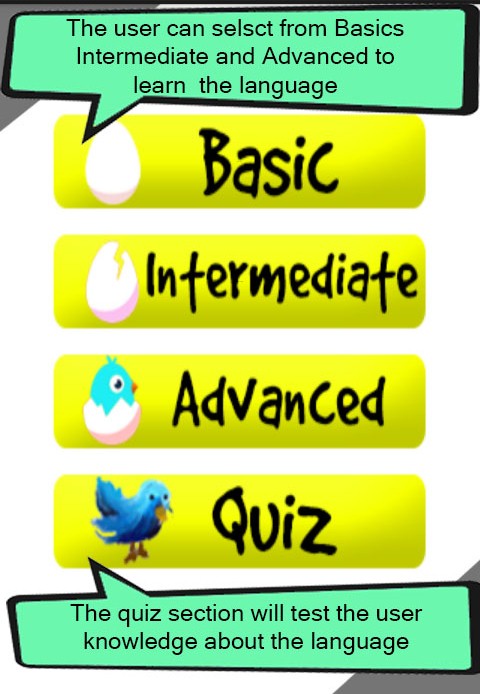 The user can selsct from Basics
Intermediate and Advanced to
learn  the language
Basic
Intermediate
Advanced
Quiz
The quiz section will test the user
knowledge about the language